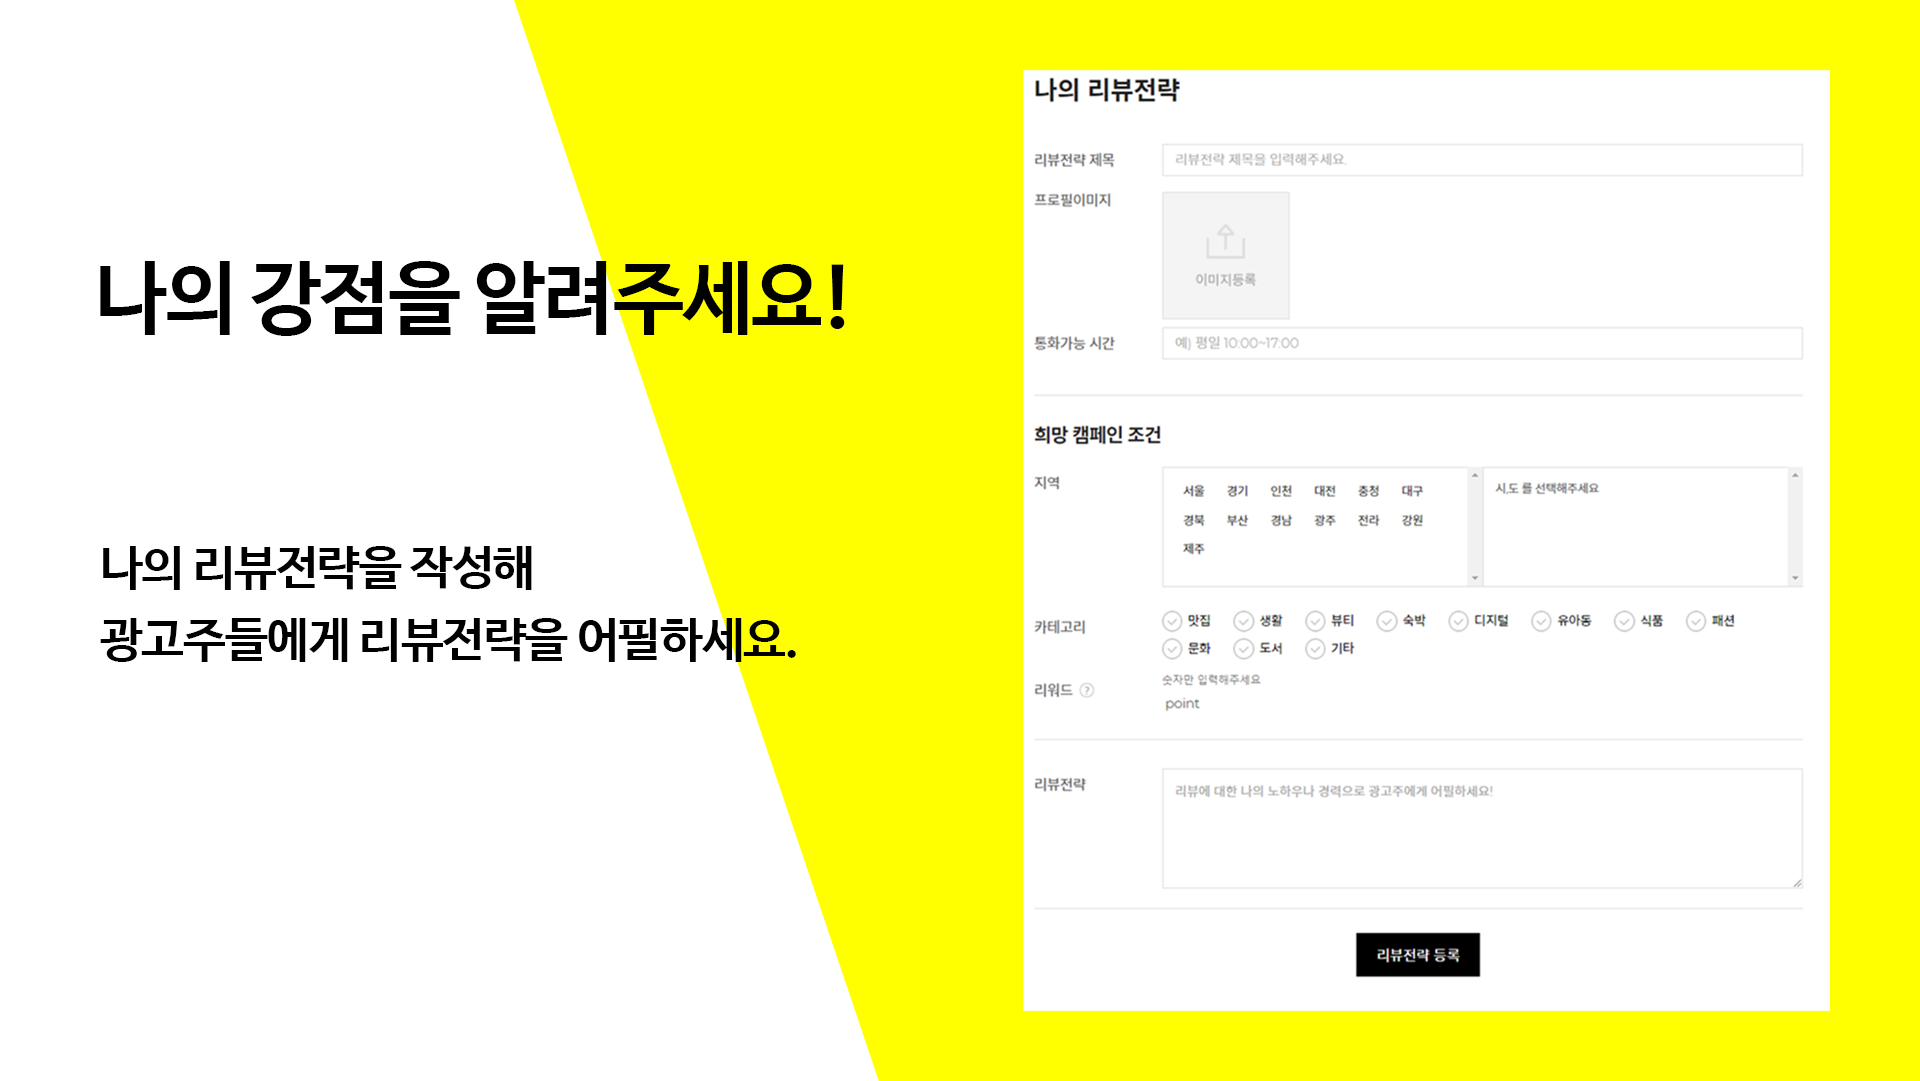 나의 강점을 알려주세요!
나의 리뷰전략을 작성해
광고주들에게 리뷰전략을 어필하세요.
나의 리뷰전략
리뷰전략 제목
리뷰전략 제목을 입력해주세요.
프로필이미지
이미지등록
통화가능 시간
예) 평일 10:00~17:00
희망 캠페인 조건
지역
서울 경기 인천 대전 충청 대구
경북 부산 경남 광주 전라 강원
제주
시,도 를 선택해주세요
카테고리
맛집 생활 뷰티 숙박 디지털 유아동 식품 패션
문화 도서 기타
리워드 ?
숫자만 입력해주세요
point
리뷰전략
리뷰에 대한 나의 노하우나 경력으로 광고주에게 어필하세요!
리뷰전략 등록